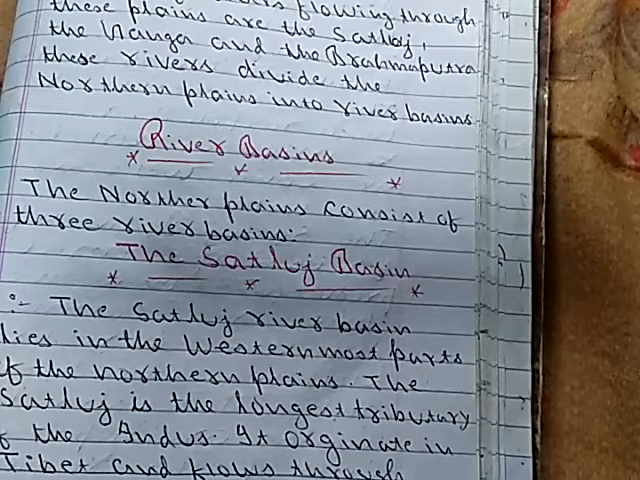 flowing through
these plains are the Satluj,
the Ganga and the Brahmaputra
these rivers divide the
Northern plains into river basins
River Basins
The Norther plains consist of
three river basins:
The Satluj Basin
:- The Satluj river basin
lies in the Westernmost parts
of the northern plains. The
Satluj is the longest tributary
the Indus. It orginate in
Tibet and flows through